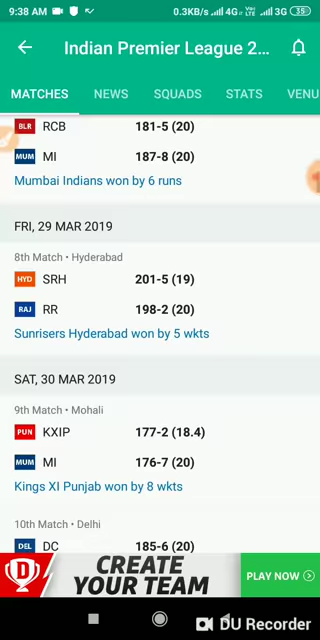 9:38 AM 0.3KB/s 4G VoLTE 3G 35
Indian Premier League 2...
MATCHES NEWS SQUADS STATS VENU
BLR RCB 181-5 (20)
MUM MI 187-8 (20)
Mumbai Indians won by 6 runs
FRI, 29 MAR 2019
8th Match • Hyderabad
HYD SRH 201-5 (19)
RAJ RR 198-2 (20)
Sunrisers Hyderabad won by 5 wkts
SAT, 30 MAR 2019
9th Match • Mohali
PUN KXIP 177-2 (18.4)
MUM MI 176-7 (20)
Kings XI Punjab won by 8 wkts
10th Match • Delhi
DEL DC 185-6 (20)
CREATE
YOUR TEAM
PLAY NOW
DU Recorder